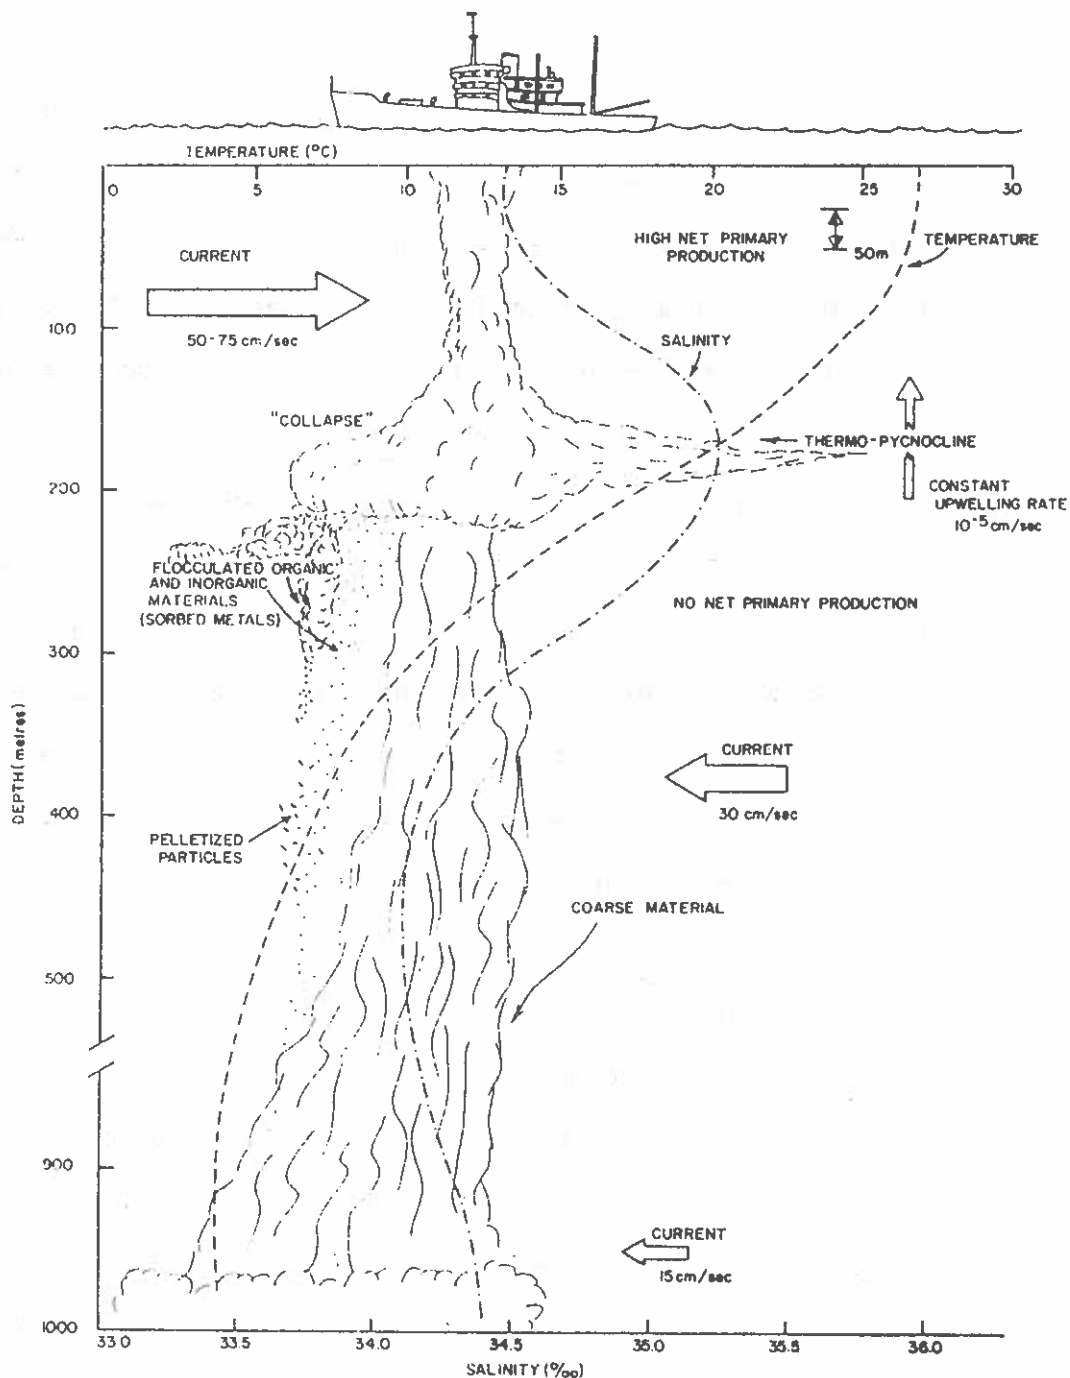 TEMPERATURE (°C)
0 5 10 15 20 25 30
HIGH NET PRIMARY
PRODUCTION
50m
TEMPERATURE
CURRENT
50-75 cm/sec
100
SALINITY
"COLLAPSE"
THERMO-PYCNOCLINE
200
CONSTANT
UPWELLING RATE
10⁻⁵ cm/sec
FLOCCULATED ORGANIC
AND INORGANIC
MATERIALS
(SORBED METALS)
NO NET PRIMARY PRODUCTION
300
DEPTH (metres)
CURRENT
30 cm/sec
400
PELLETIZED
PARTICLES
COARSE MATERIAL
500
900
CURRENT
15 cm/sec
1000
33.0 33.5 34.0 34.5 35.0 35.5 36.0
SALINITY (‰)